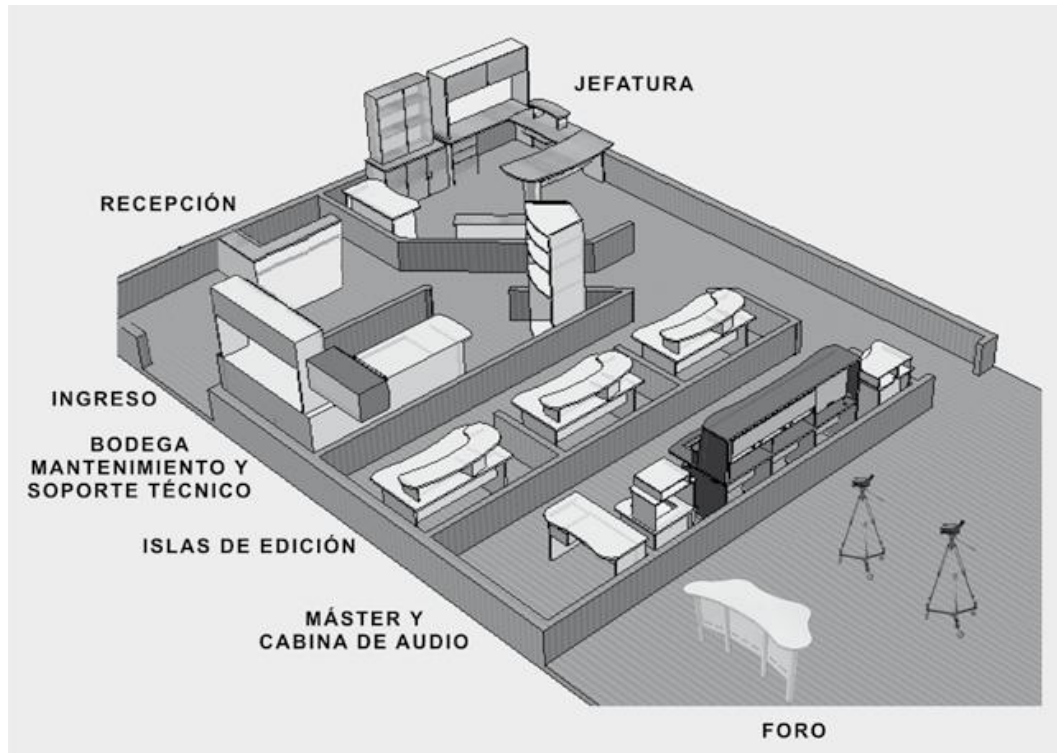 JEFATURA
RECEPCIÓN
INGRESO
BODEGA
MANTENIMIENTO Y
SOPORTE TÉCNICO
ISLAS DE EDICIÓN
MÁSTER Y
CABINA DE AUDIO
FORO